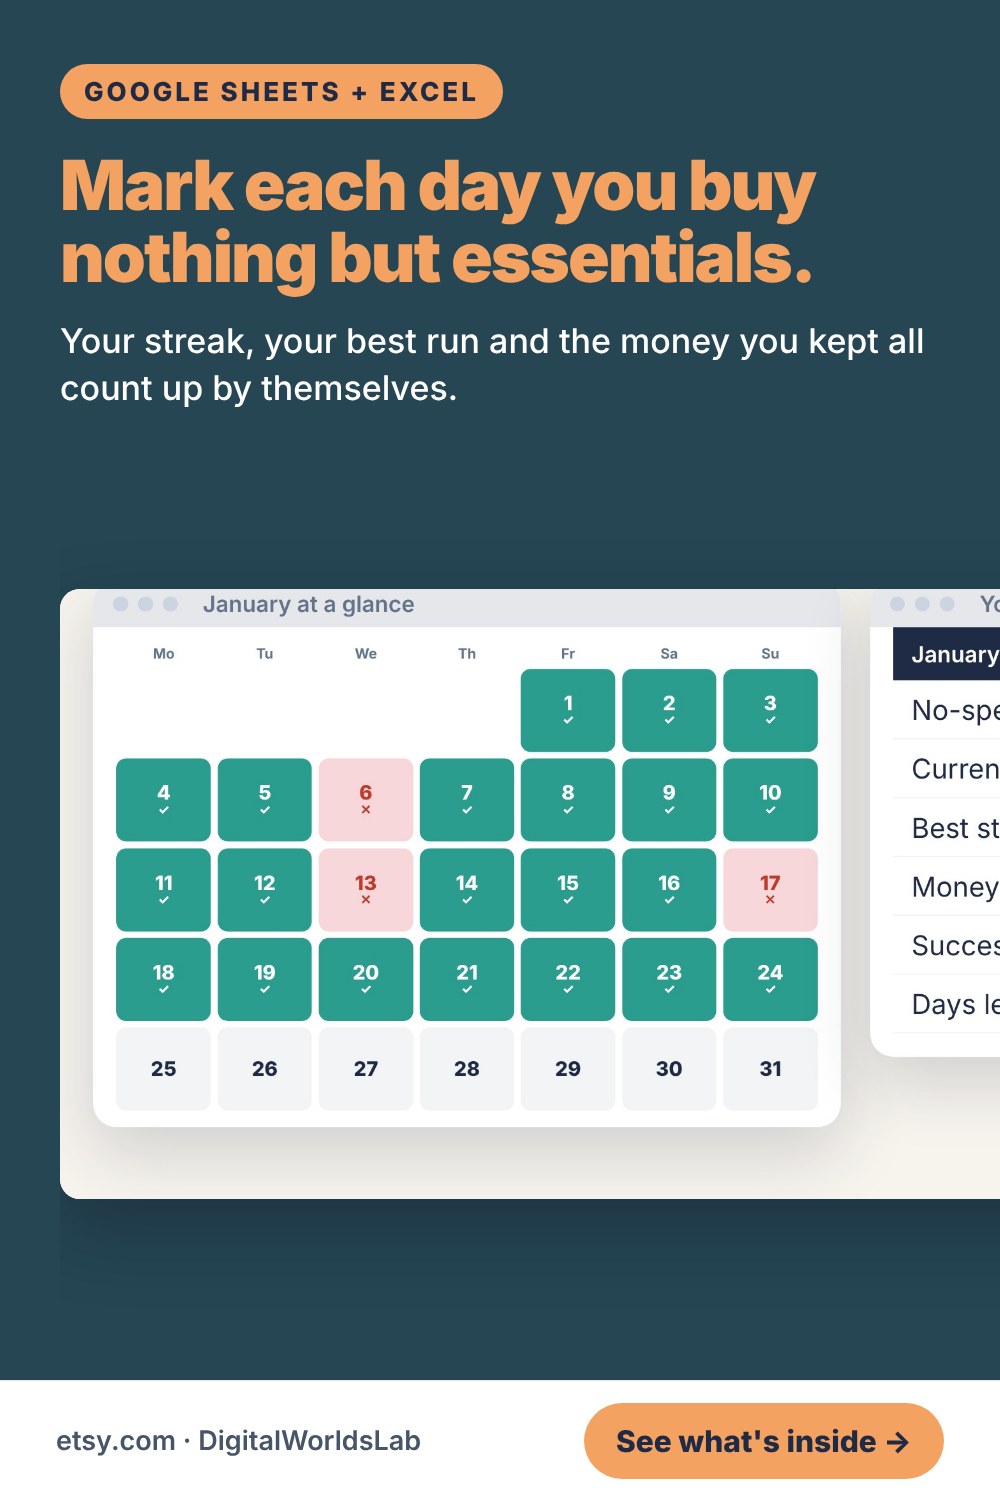 GOOGLE SHEETS + EXCEL
Mark each day you buy
nothing but essentials.
Your streak, your best run and the money you kept all
count up by themselves.
January at a glance
Mo Tu We Th Fr Sa Su
1 2 3
✓ ✓ ✓
4 5 6 7 8 9 10
✓ ✓ × ✓ ✓ ✓ ✓
11 12 13 14 15 16 17
✓ ✓ × ✓ ✓ ✓ ×
18 19 20 21 22 23 24
✓ ✓ ✓ ✓ ✓ ✓ ✓
25 26 27 28 29 30 31
January
Money
etsy.com · DigitalWorldsLab
See what's inside →